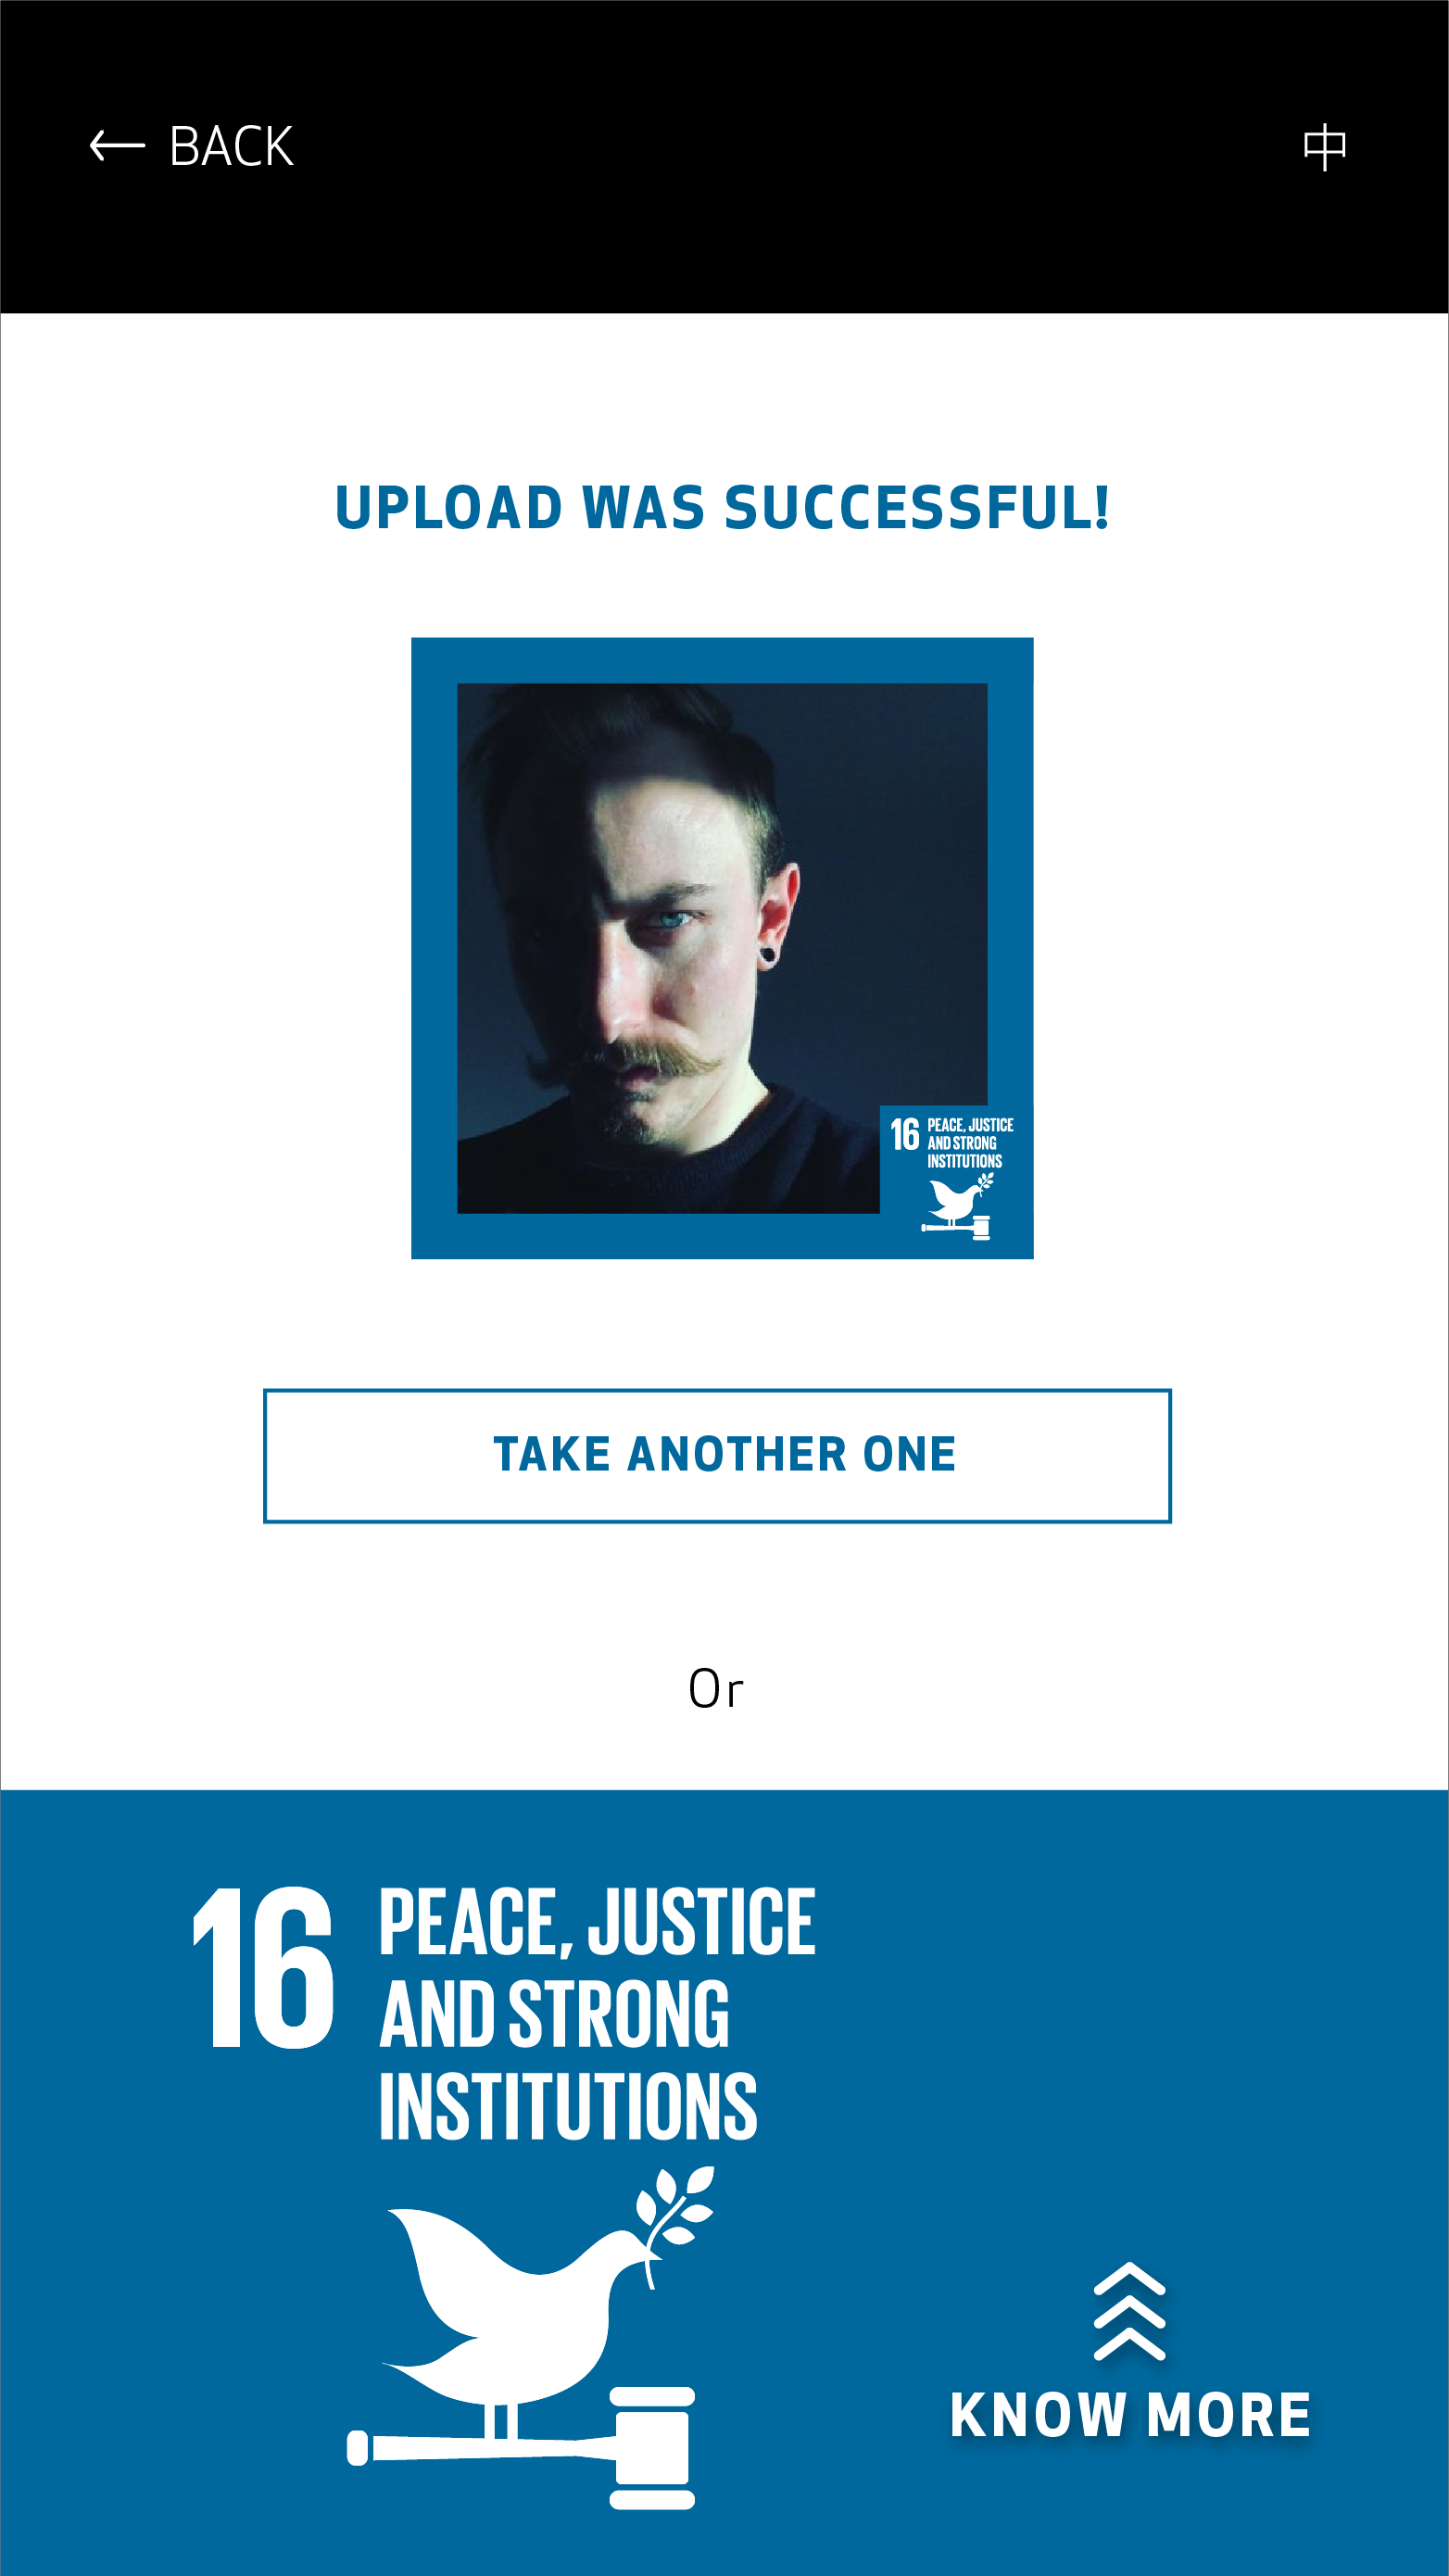 BACK
中
UPLOAD WAS SUCCESSFUL!
16 PEACE, JUSTICE
AND STRONG
INSTITUTIONS
TAKE ANOTHER ONE
Or
16 PEACE, JUSTICE
AND STRONG
INSTITUTIONS
KNOW MORE